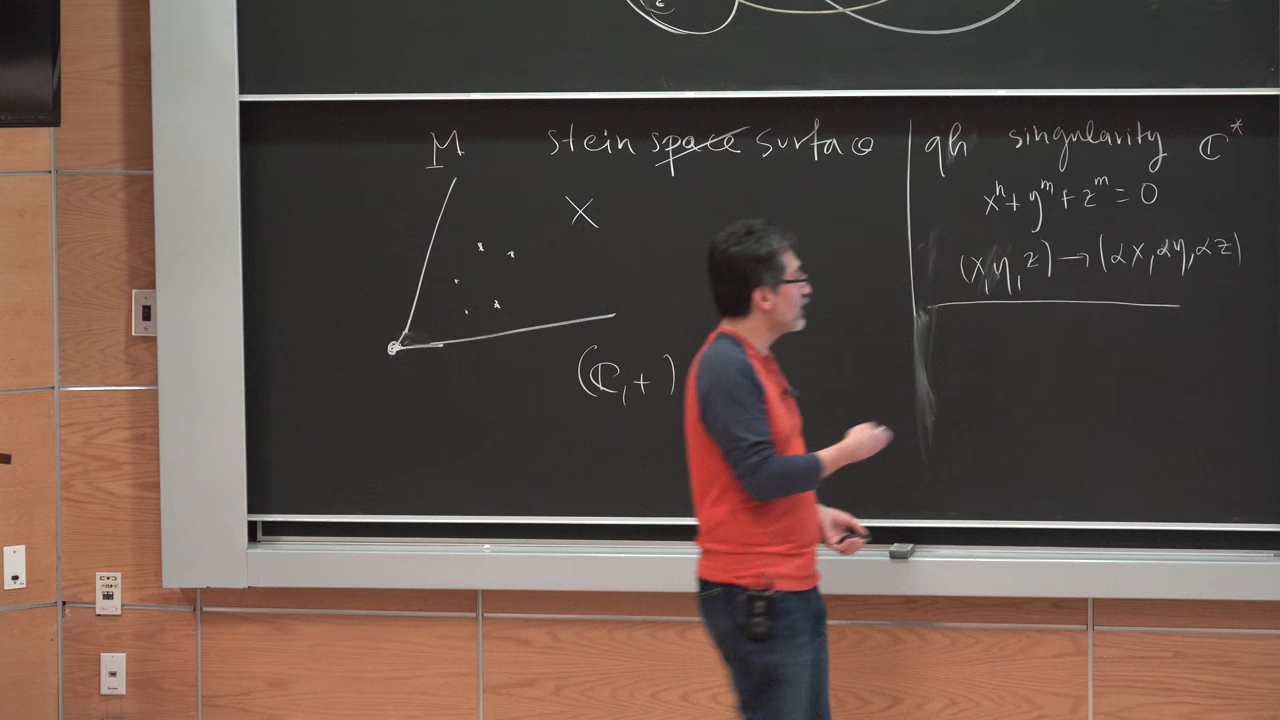 M stein space surface
X
(ℂ,+)
qh singularity ℂ*
xⁿ+yᵐ+zᵐ=0
(x,y,z)→(αx,αy,αz)